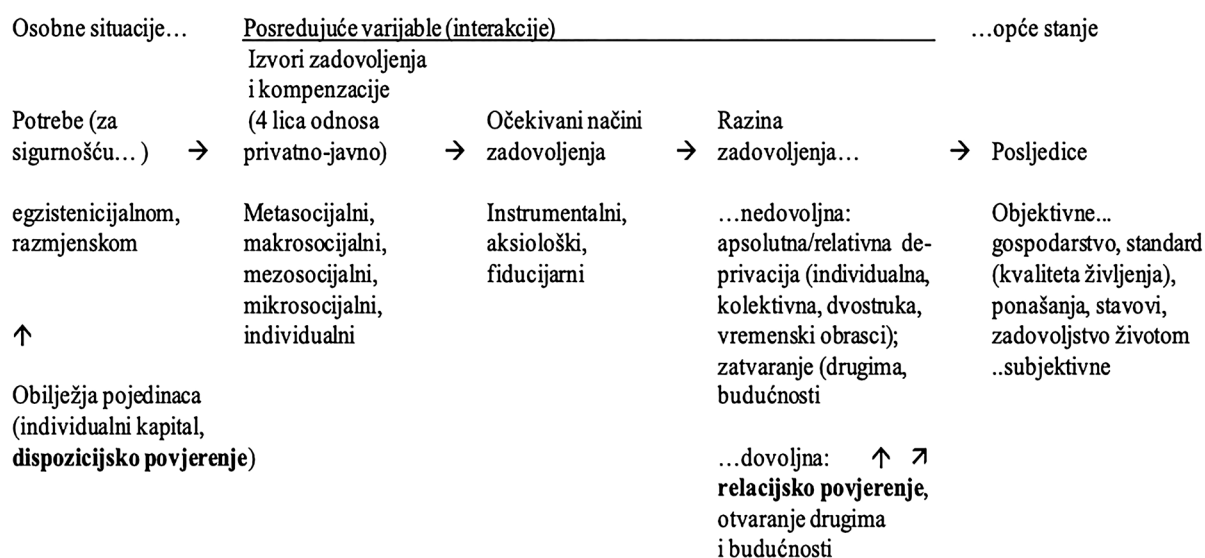 Osobne situacije…
Posredujuće varijable (interakcije)
…opće stanje
Izvori zadovoljenja
i kompenzacije
Potrebe (za
(4 lica odnosa
Očekivani načini
Razina
sigurnošću… ) →
privatno-javno) →
zadovoljenja →
zadovoljenja… →
Posljedice
egzistenicijalnom,
razmjenskom
↑
Obilježja pojedinaca
(individualni kapital,
dispozicijsko povjerenje)
Metasocijalni,
makrosocijalni,
mezosocijalni,
mikrosocijalni,
individualni
Instrumentalni,
aksiološki,
fiducijarni
…nedovoljna:
apsolutna/relativna de-
privacija (individualna,
kolektivna, dvostruka,
vremenski obrasci);
zatvaranje (drugima,
budućnosti
…dovoljna: ↑ ↗
relacijsko povjerenje,
otvaranje drugima
i budućnosti
Objektivne...
gospodarstvo, standard
(kvaliteta življenja),
ponašanja, stavovi,
zadovoljstvo životom
..subjektivne